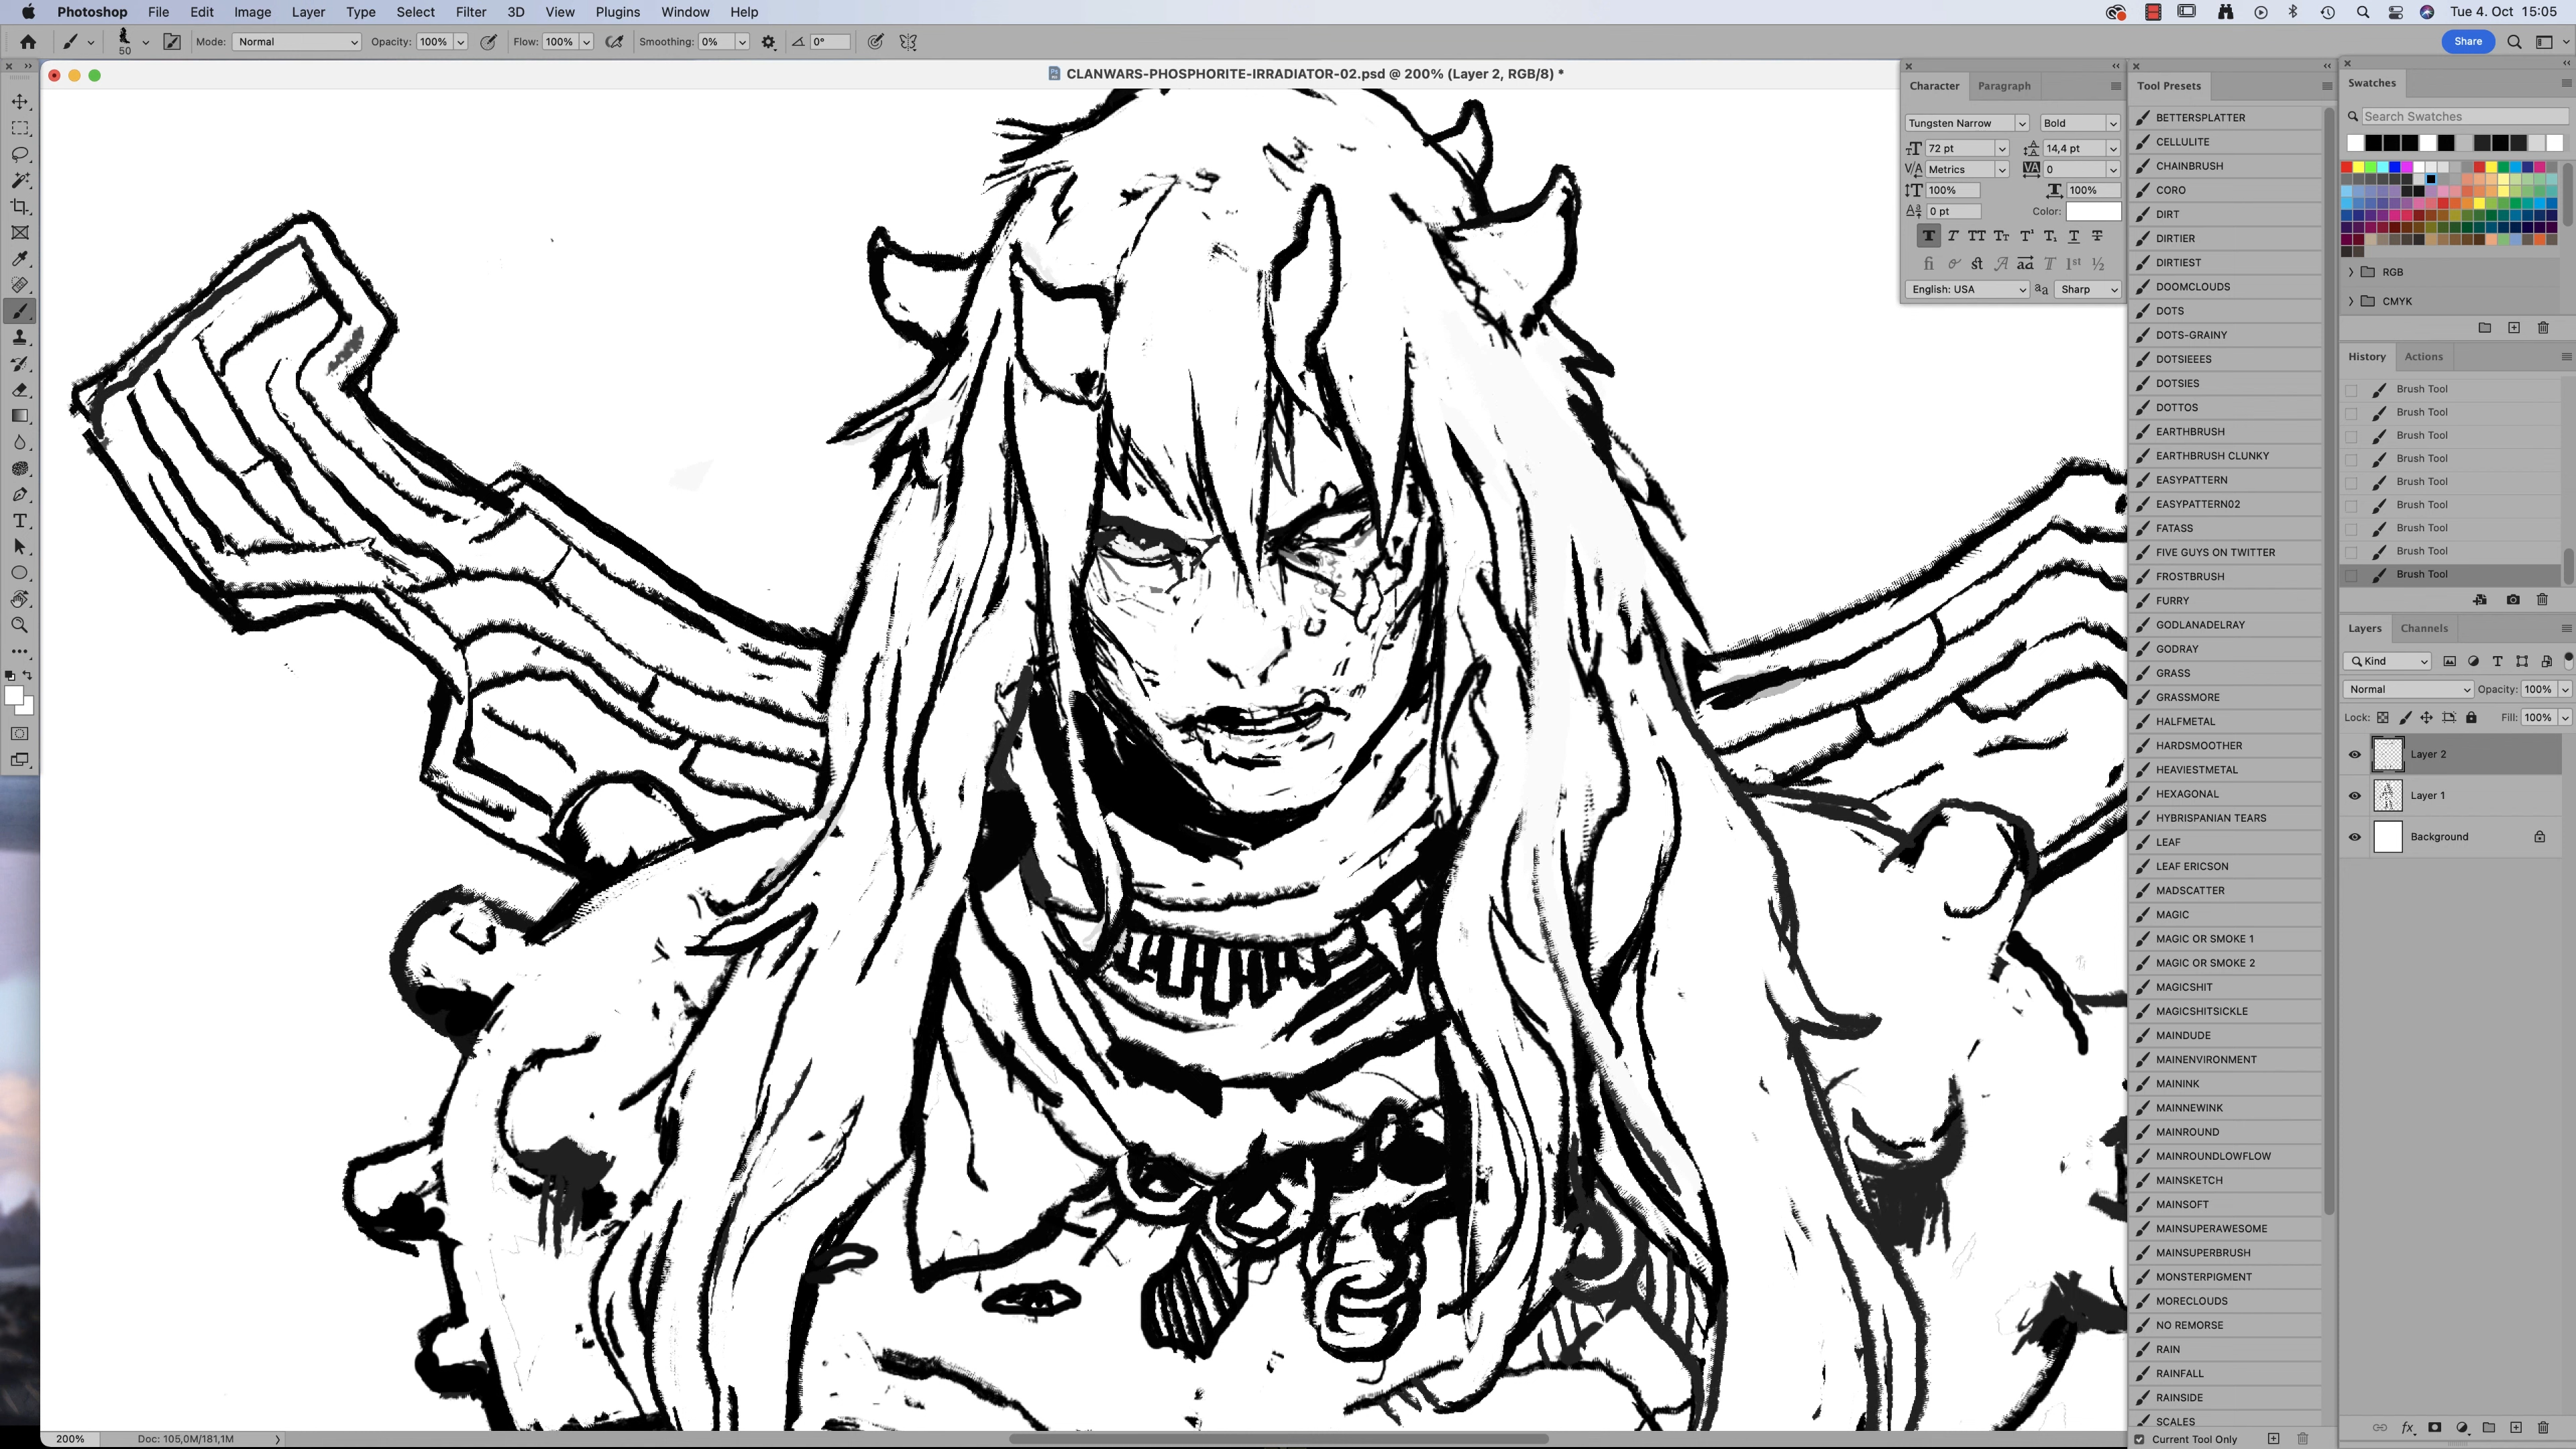 Photoshop File Edit Image Layer Type Select Filter 3D View Plugins Window Help Tue 4. Oct 15:05
50 Mode: Normal Opacity: 100% Flow: 100% Smoothing: 0% 0° Share
CLANWARS-PHOSPHORITE-IRRADIATOR-02.psd @ 200% (Layer 2, RGB/8) *
Character Paragraph
Tungsten Narrow Bold
72 pt 14,4 pt
Metrics 0
100% 100%
0 pt Color:
English: USA Sharp
Tool Presets
BETTERSPLATTER
CELLULITE
CHAINBRUSH
CORO
DIRT
DIRTIER
DIRTIEST
DOOMCLOUDS
DOTS
DOTS-GRAINY
DOTSIEEES
DOTSIES
DOTTOS
EARTHBRUSH
EARTHBRUSH CLUNKY
EASYPATTERN
EASYPATTERN02
FATASS
FIVE GUYS ON TWITTER
FROSTBRUSH
FURRY
GODLANADELRAY
GODRAY
GRASS
GRASSMORE
HALFMETAL
HARDSMOOTHER
HEAVIESTMETAL
HEXAGONAL
HYBRISPANIAN TEARS
LEAF
LEAF ERICSON
MADSCATTER
MAGIC
MAGIC OR SMOKE 1
MAGIC OR SMOKE 2
MAGICSHIT
MAGICSHITSICKLE
MAINDUDE
MAINENVIRONMENT
MAININK
MAINNEWINK
MAINROUND
MAINROUNDLOWFLOW
MAINSKETCH
MAINSOFT
MAINSUPERAWESOME
MAINSUPERBRUSH
MONSTERPIGMENT
MORECLOUDS
NO REMORSE
RAIN
RAINFALL
RAINSIDE
SCALES
Current Tool Only
Swatches
Search Swatches
RGB
CMYK
History Actions
Brush Tool
Brush Tool
Brush Tool
Brush Tool
Brush Tool
Brush Tool
Brush Tool
Brush Tool
Brush Tool
Layers Channels
Kind
Normal Opacity: 100%
Lock: Fill: 100%
Layer 2
Layer 1
Background
200% Doc: 105,0M/181,1M